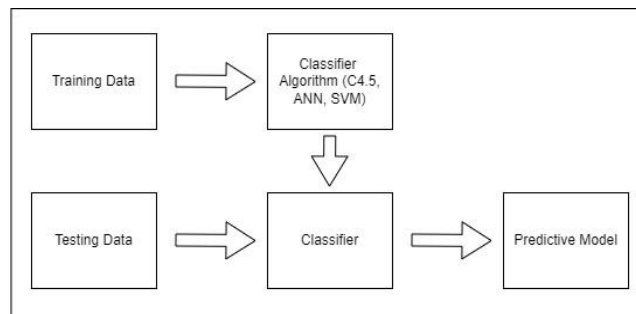 Training Data
Classifier
Algorithm (C4.5,
ANN, SVM)
Testing Data
Classifier
Predictive Model